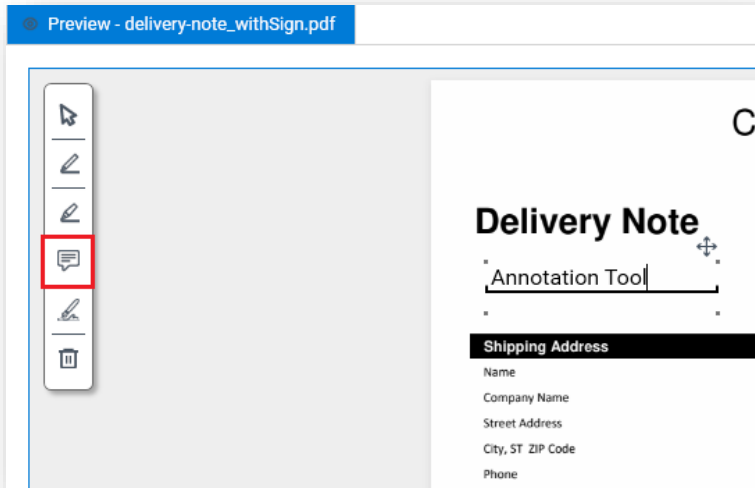 Preview - delivery-note_withSign.pdf
C
Delivery Note
Annotation Tool
Shipping Address
Name
Company Name
Street Address
City, ST ZIP Code
Phone